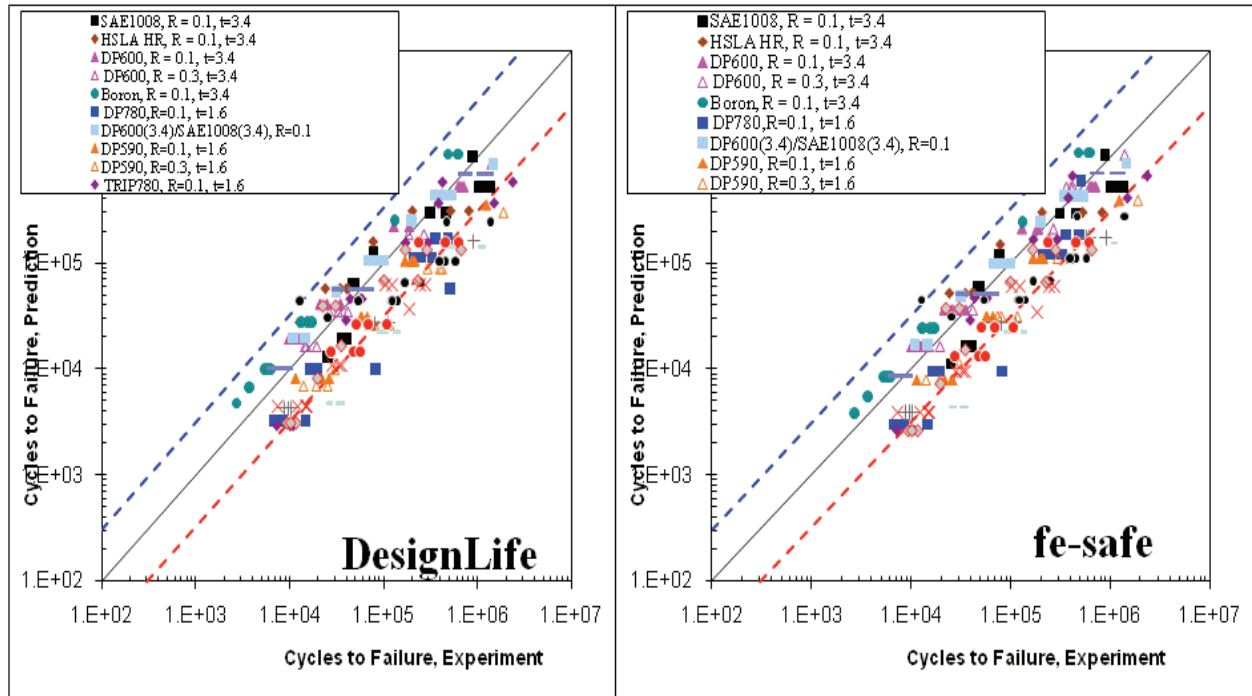 SAE1008, R = 0.1, t=3.4
HSLA HR, R = 0.1, t=3.4
DP600, R = 0.1, t=3.4
DP600, R = 0.3, t=3.4
Boron, R = 0.1, t=3.4
DP780,R=0.1, t=1.6
DP600(3.4)/SAE1008(3.4), R=0.1
DP590, R=0.1, t=1.6
DP590, R=0.3, t=1.6
TRIP780, R=0.1, t=1.6
Cycles to Failure, Prediction
1.E+05
1.E+04
1.E+03
1.E+02
DesignLife
1.E+02 1.E+03 1.E+04 1.E+05 1.E+06 1.E+07
Cycles to Failure, Experiment
SAE1008, R = 0.1, t=3.4
HSLA HR, R = 0.1, t=3.4
DP600, R = 0.1, t=3.4
DP600, R = 0.3, t=3.4
Boron, R = 0.1, t=3.4
DP780,R=0.1, t=1.6
DP600(3.4)/SAE1008(3.4), R=0.1
DP590, R=0.1, t=1.6
DP590, R=0.3, t=1.6
Cycles to Failure, Prediction
1.E+05
1.E+04
1.E+03
1.E+02
fe-safe
1.E+02 1.E+03 1.E+04 1.E+05 1.E+06 1.E+07
Cycles to Failure, Experiment